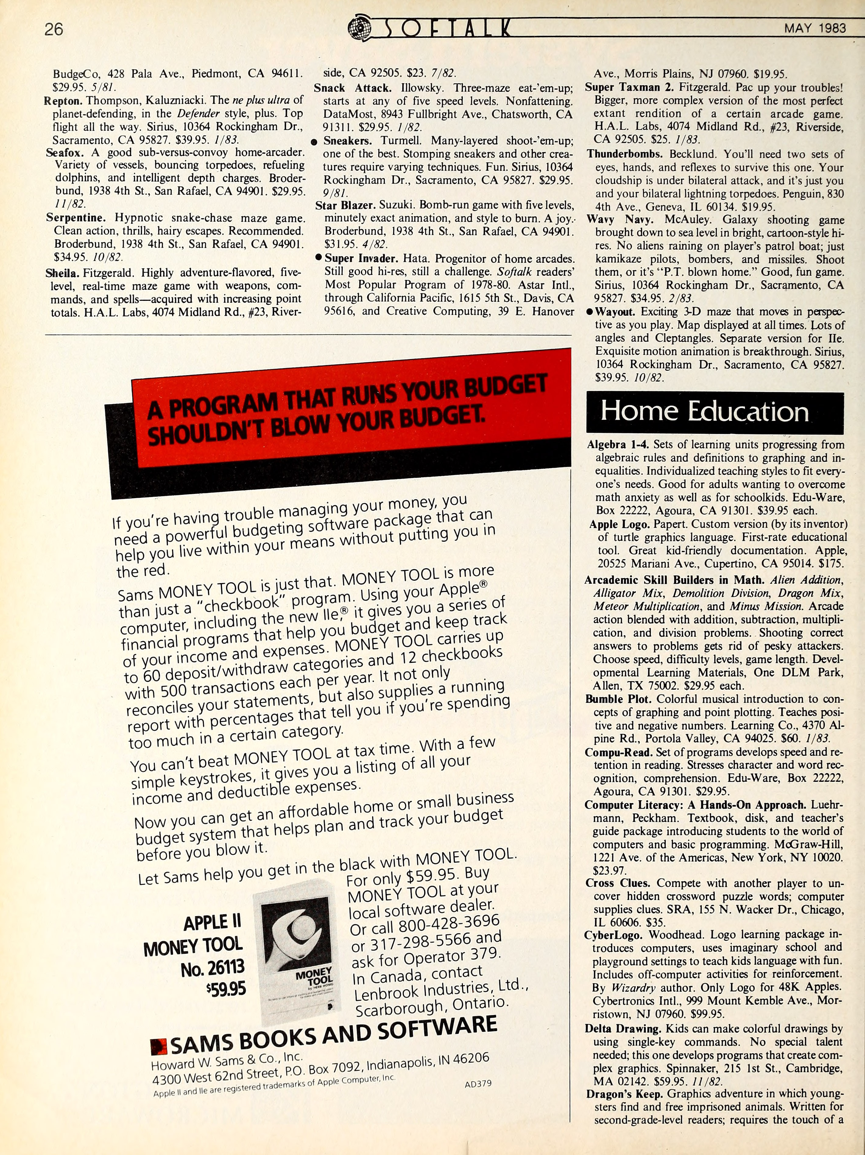 26
SOFTALK
MAY 1983
BudgeCo, 428 Pala Ave., Piedmont, CA 94611.
$29.95. 5/81.
Repton. Thompson, Kaluzniacki. The ne plus ultra of
planet-defending, in the Defender style, plus. Top
flight all the way. Sirius, 10364 Rockingham Dr.,
Sacramento, CA 95827. $39.95. 1/83.
Seafox. A good sub-versus-convoy home-arcader.
Variety of vessels, bouncing torpedoes, refueling
dolphins, and intelligent depth charges. Broder-
bund, 1938 4th St., San Rafael, CA 94901. $29.95.
11/82.
Serpentine. Hypnotic snake-chase maze game.
Clean action, thrills, hairy escapes. Recommended.
Broderbund, 1938 4th St., San Rafael, CA 94901.
$34.95. 10/82.
Sheila. Fitzgerald. Highly adventure-flavored, five-
level, real-time maze game with weapons, com-
mands, and spells—acquired with increasing point
totals. H.A.L. Labs, 4074 Midland Rd., #23, River-
side, CA 92505. $23. 7/82.
Snack Attack. Illowsky. Three-maze eat-'em-up;
starts at any of five speed levels. Nonfattening.
DataMost, 8943 Fullbright Ave., Chatsworth, CA
91311. $29.95. 1/82.
● Sneakers. Turmell. Many-layered shoot-'em-up;
one of the best. Stomping sneakers and other crea-
tures require varying techniques. Fun. Sirius, 10364
Rockingham Dr., Sacramento, CA 95827. $29.95.
9/81.
Star Blazer. Suzuki. Bomb-run game with five levels,
minutely exact animation, and style to burn. A joy.
Broderbund, 1938 4th St., San Rafael, CA 94901.
$31.95. 4/82.
● Super Invader. Hata. Progenitor of home arcades.
Still good hi-res, still a challenge. Softalk readers'
Most Popular Program of 1978-80. Astar Intl.,
through California Pacific, 1615 5th St., Davis, CA
95616, and Creative Computing, 39 E. Hanover
Ave., Morris Plains, NJ 07960. $19.95.
Super Taxman 2. Fitzgerald. Pac up your troubles!
Bigger, more complex version of the most perfect
extant rendition of a certain arcade game.
H.A.L. Labs, 4074 Midland Rd., #23, Riverside,
CA 92505. $25. 1/83.
Thunderbombs. Becklund. You'll need two sets of
eyes, hands, and reflexes to survive this one. Your
cloudship is under bilateral attack, and it's just you
and your bilateral lightning torpedoes. Penguin, 830
4th Ave., Geneva, IL 60134. $19.95.
Wavy Navy. McAuley. Galaxy shooting game
brought down to sea level in bright, cartoon-style hi-
res. No aliens raining on player's patrol boat; just
kamikaze pilots, bombers, and missiles. Shoot
them, or it's "P.T. blown home." Good, fun game.
Sirius, 10364 Rockingham Dr., Sacramento, CA
95827. $34.95. 2/83.
● Wayout. Exciting 3-D maze that moves in perspec-
tive as you play. Map displayed at all times. Lots of
angles and Cleptangles. Separate version for IIe.
Exquisite motion animation is breakthrough. Sirius,
10364 Rockingham Dr., Sacramento, CA 95827.
$39.95. 10/82.
Home Education
Algebra 1-4. Sets of learning units progressing from
algebraic rules and definitions to graphing and in-
equalities. Individualized teaching styles to fit every-
one's needs. Good for adults wanting to overcome
math anxiety as well as for schoolkids. Edu-Ware,
Box 22222, Agoura, CA 91301. $39.95 each.
Apple Logo. Papert. Custom version (by its inventor)
of turtle graphics language. First-rate educational
tool. Great kid-friendly documentation. Apple,
20525 Mariani Ave., Cupertino, CA 95014. $175.
Arcademic Skill Builders in Math. Alien Addition,
Alligator Mix, Demolition Division, Dragon Mix,
Meteor Multiplication, and Minus Mission. Arcade
action blended with addition, subtraction, multipli-
cation, and division problems. Shooting correct
answers to problems gets rid of pesky attackers.
Choose speed, difficulty levels, game length. Devel-
opmental Learning Materials, One DLM Park,
Allen, TX 75002. $29.95 each.
Bumble Plot. Colorful musical introduction to con-
cepts of graphing and point plotting. Teaches posi-
tive and negative numbers. Learning Co., 4370 Al-
pine Rd., Portola Valley, CA 94025. $60. 1/83.
Compu-Read. Set of programs develops speed and re-
tention in reading. Stresses character and word rec-
ognition, comprehension. Edu-Ware, Box 22222,
Agoura, CA 91301. $29.95.
Computer Literacy: A Hands-On Approach. Luehr-
mann, Peckham. Textbook, disk, and teacher's
guide package introducing students to the world of
computers and basic programming. McGraw-Hill,
1221 Ave. of the Americas, New York, NY 10020.
$23.97.
Cross Clues. Compete with another player to un-
cover hidden crossword puzzle words; computer
supplies clues. SRA, 155 N. Wacker Dr., Chicago,
IL 60606. $35.
CyberLogo. Woodhead. Logo learning package in-
troduces computers, uses imaginary school and
playground settings to teach kids language with fun.
Includes off-computer activities for reinforcement.
By Wizardry author. Only Logo for 48K Apples.
Cybertronics Intl., 999 Mount Kemble Ave., Mor-
ristown, NJ 07960. $99.95.
Delta Drawing. Kids can make colorful drawings by
using single-key commands. No special talent
needed; this one develops programs that create com-
plex graphics. Spinnaker, 215 1st St., Cambridge,
MA 02142. $59.95. 11/82.
Dragon's Keep. Graphics adventure in which young-
sters find and free imprisoned animals. Written for
second-grade-level readers; requires the touch of a
A PROGRAM THAT RUNS YOUR BUDGET
SHOULDN'T BLOW YOUR BUDGET.
If you're having trouble managing your money, you
need a powerful budgeting software package that can
help you live within your means without putting you in
the red.
Sams MONEY TOOL is just that. MONEY TOOL is more
than just a "checkbook" program. Using your Apple®
computer, including the new IIe,® it gives you a series of
financial programs that help you budget and keep track
of your income and expenses. MONEY TOOL carries up
to 60 deposit/withdraw categories and 12 checkbooks
with 500 transactions each per year. It not only
reconciles your statements, but also supplies a running
report with percentages that tell you if you're spending
too much in a certain category.
You can't beat MONEY TOOL at tax time. With a few
simple keystrokes, it gives you a listing of all your
income and deductible expenses.
Now you can get an affordable home or small business
budget system that helps plan and track your budget
before you blow it.
Let Sams help you get in the black with MONEY TOOL.
For only $59.95. Buy
MONEY TOOL at your
local software dealer.
Or call 800-428-3696
or 317-298-5566 and
ask for Operator 379.
In Canada, contact
Lenbrook Industries, Ltd.,
Scarborough, Ontario.
APPLE II
MONEY TOOL
No. 26113
$59.95
MONEY
TOOL
SAMS BOOKS AND SOFTWARE
Howard W. Sams & Co., Inc.
4300 West 62nd Street, P.O. Box 7092, Indianapolis, IN 46206
Apple II and IIe are registered trademarks of Apple Computer, Inc.
AD379